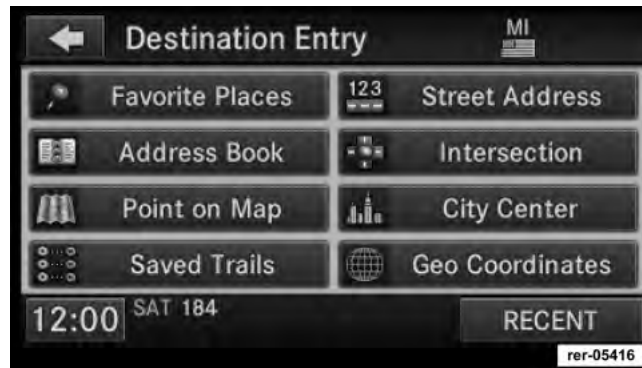 Destination Entry
MI
Favorite Places
123
Street Address
Address Book
Intersection
Point on Map
City Center
Saved Trails
Geo Coordinates
12:00
SAT 184
RECENT
rer-05416